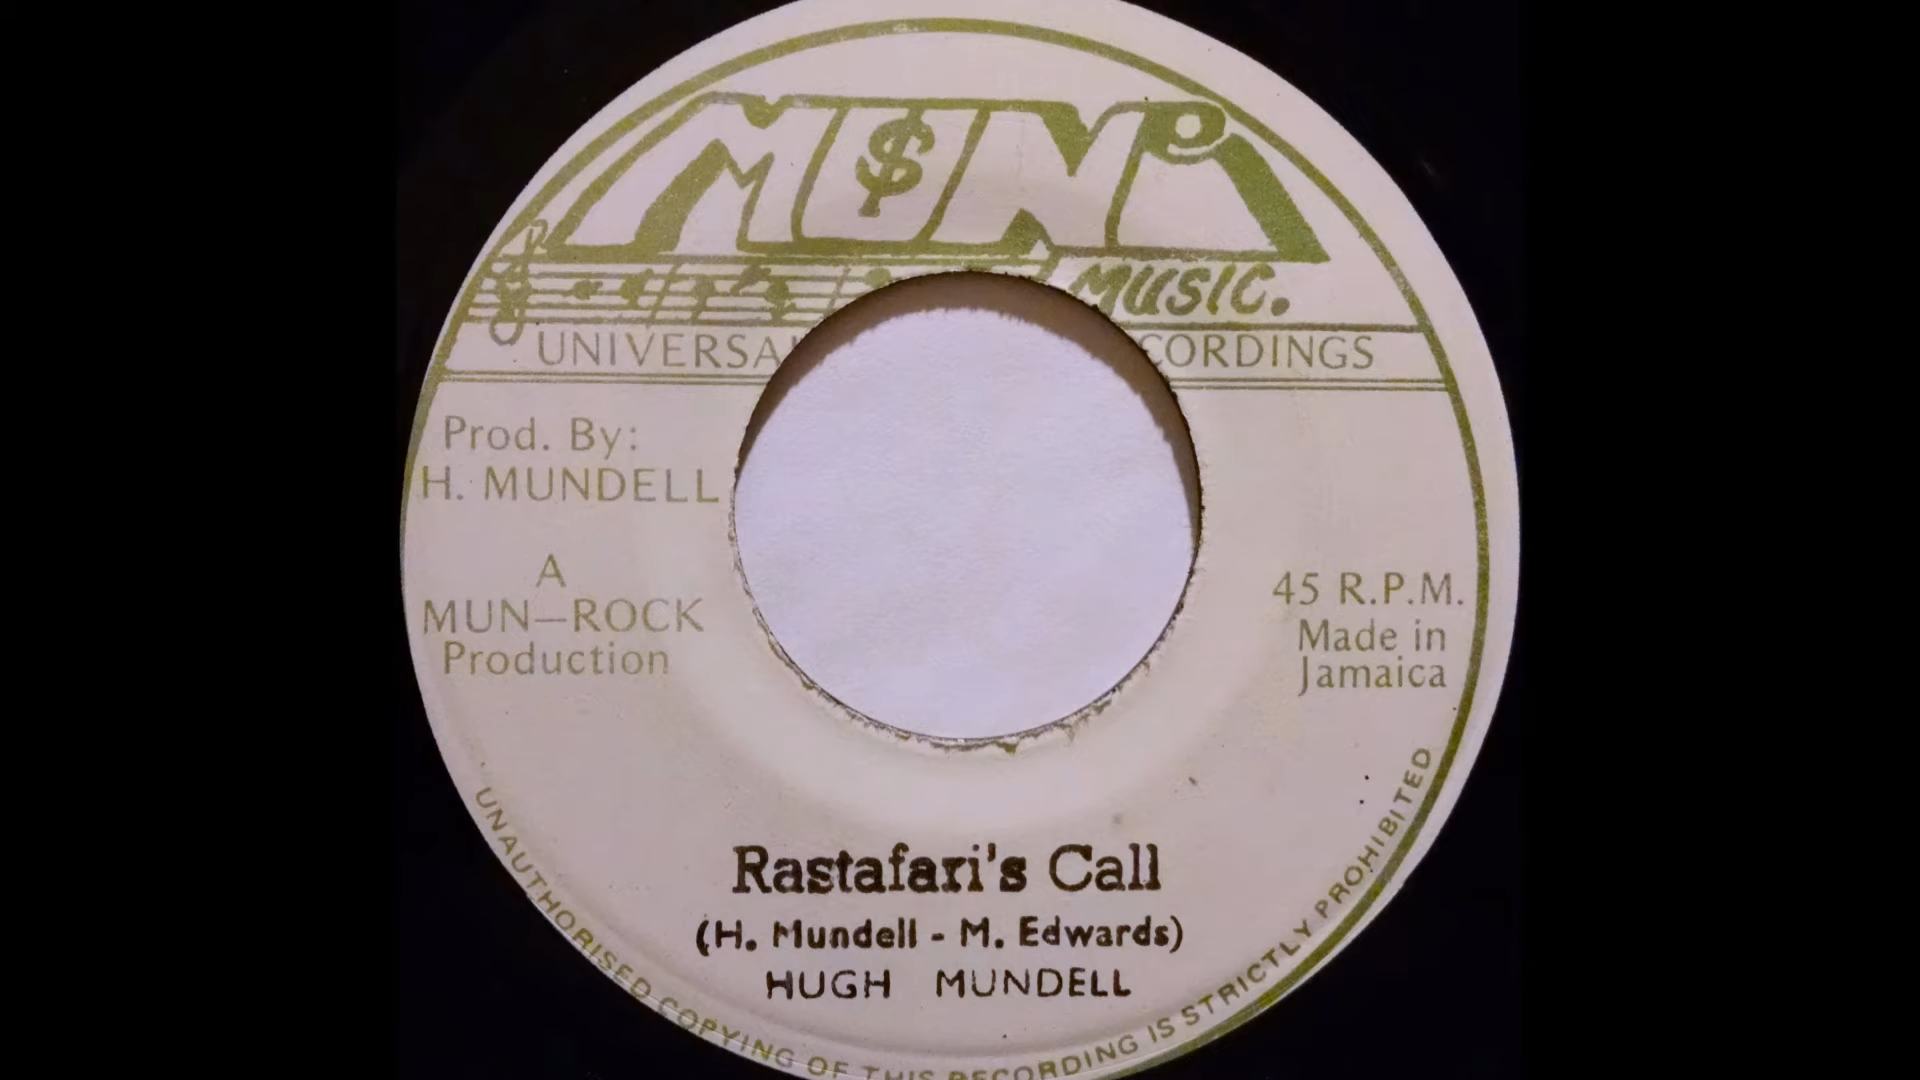 MUN
MUSIC.
UNIVERSA CORDINGS
Prod. By:
H. MUNDELL
A
MUN—ROCK
Production
45 R.P.M.
Made in
Jamaica
Rastafari's Call
(H. Mundell - M. Edwards)
HUGH MUNDELL
UNAUTHORISED COPYING OF THIS RECORDING IS STRICTLY PROHIBITED